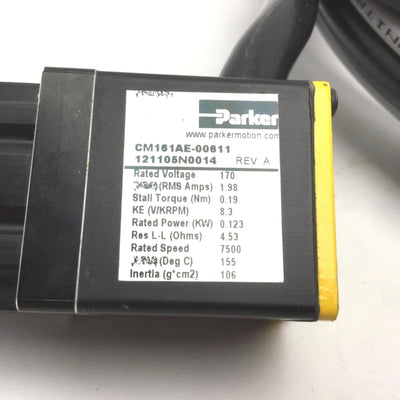 Parker
www.parkermotion.com
CM161AE-00611
121105N0014 REV A
Rated Voltage 170
(RMS Amps) 1.98
Stall Torque (Nm) 0.19
KE (V/KRPM) 8.3
Rated Power (KW) 0.123
Res L-L (Ohms) 4.53
Rated Speed 7500
(Deg C) 155
Inertia (g*cm2) 106